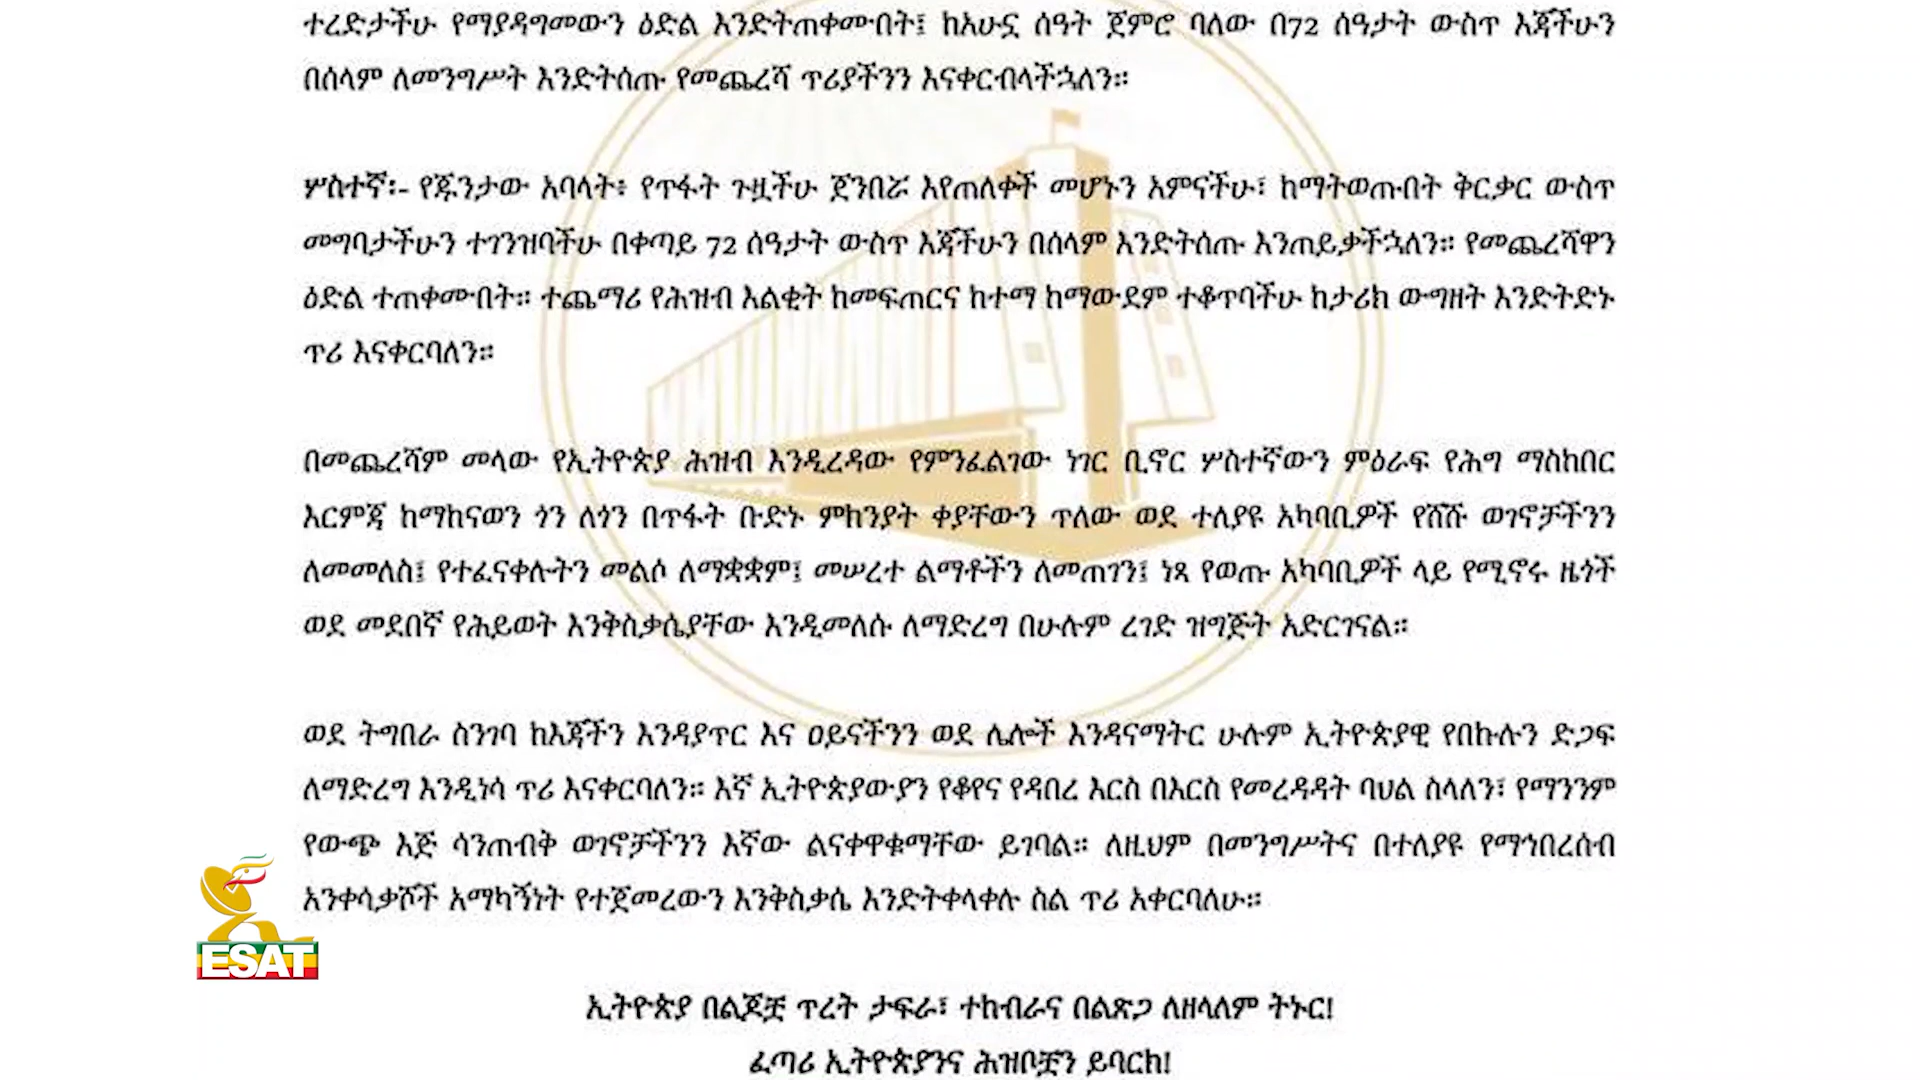 ተረድታችሁ የማያዳግመውን ዕድል እንድትጠቀሙበት፤ ከአሁኗ ሰዓት ጀምሮ ባለው በ72 ሰዓታት ውስጥ እጃችሁን
በሰላም ለመንግሥት እንድትሰጡ የመጨረሻ ጥሪያችንን እናቀርብላችኋለን።
ሦስተኛ፡- የጁንታው አባላት፥ የጥፋት ጉዟችሁ ጀንበሯ እየጠለቀች መሆኑን አምናችሁ፣ ከማትወጡበት ቅርቃር ውስጥ
መግባታችሁን ተገንዝባችሁ በቀጣይ 72 ሰዓታት ውስጥ እጃችሁን በሰላም እንድትሰጡ እንጠይቃችኋለን። የመጨረሻዋን
ዕድል ተጠቀሙበት። ተጨማሪ የሕዝብ እልቂት ከመፍጠርና ከተማ ከማውደም ተቆጥባችሁ ከታሪክ ውግዘት እንድትድኑ
ጥሪ እናቀርባለን።
በመጨረሻም መላው የኢትዮጵያ ሕዝብ እንዲረዳው የምንፈልገው ነገር ቢኖር ሦስተኛውን ምዕራፍ የሕግ ማስከበር
እርምጃ ከማከናወን ጎን ለጎን በጥፋት ቡድኑ ምክንያት ቀያቸውን ጥለው ወደ ተለያዩ አካባቢዎች የሸሹ ወገኖቻችንን
ለመመለስ፤ የተፈናቀሉትን መልሶ ለማቋቋም፤ መሠረተ ልማቶችን ለመጠገን፤ ነጻ የወጡ አካባቢዎች ላይ የሚኖሩ ዜጎች
ወደ መደበኛ የሕይወት እንቅስቃሴያቸው እንዲመለሱ ለማድረግ በሁሉም ረገድ ዝግጅት አድርገናል።
ወደ ትግበራ ስንገባ ከእጃችን እንዳያጥር እና ዐይናችንን ወደ ሌሎች እንዳናማትር ሁሉም ኢትዮጵያዊ የበኩሉን ድጋፍ
ለማድረግ እንዲነሳ ጥሪ እናቀርባለን። እኛ ኢትዮጵያውያን የቆየና የዳበረ እርስ በእርስ የመረዳዳት ባህል ስላለን፣ የማንንም
የውጭ እጅ ሳንጠብቅ ወገኖቻችንን እኛው ልናቀዋቁማቸው ይገባል። ለዚህም በመንግሥትና በተለያዩ የማኅበረሰብ
አንቀሳቃሾች አማካኝነት የተጀመረውን እንቅስቃሴ እንድትቀላቀሉ ስል ጥሪ አቀርባለሁ።
ESAT
ኢትዮጵያ በልጆቿ ጥረት ታፍራ፣ ተከብራና በልጽጋ ለዘላለም ትኑር!
ፈጣሪ ኢትዮጵያንና ሕዝቦቿን ይባርክ!